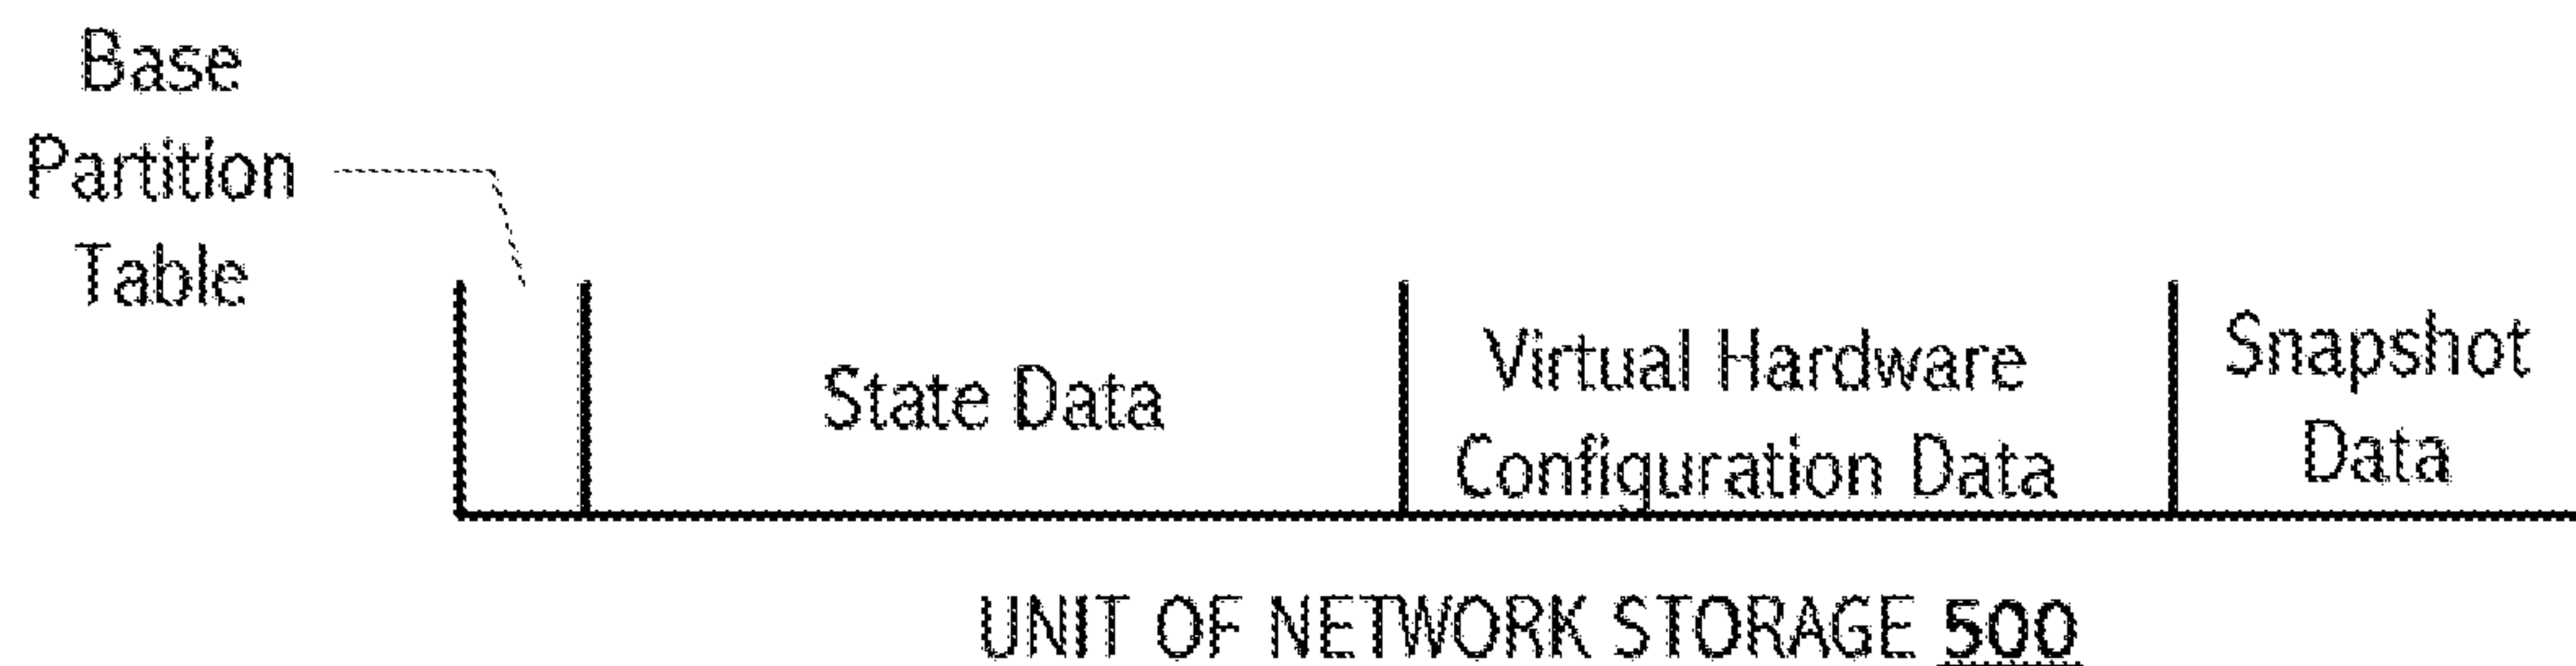 Base
Partition
Table
State Data
Virtual Hardware
Configuration Data
Snapshot
Data
UNIT OF NETWORK STORAGE 500